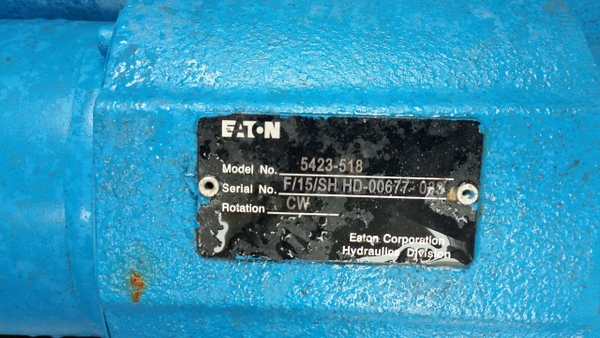 EATON
Model No. 5423-518
Serial No. F/15/SH HD-00677
Rotation CW
Eaton Corporation
Hydraulics Division